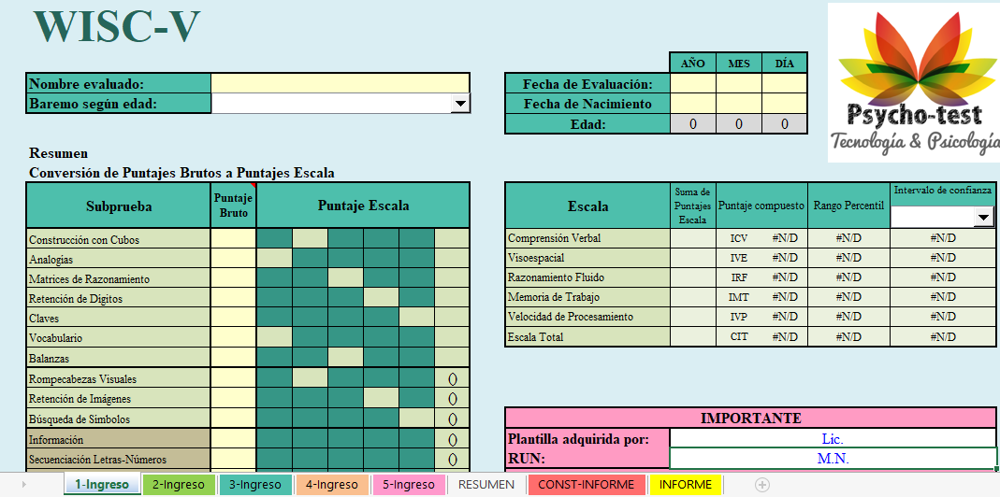 WISC-V
AÑO MES DÍA
Nombre evaluado:
Fecha de Evaluación:
Baremo según edad:
Fecha de Nacimiento
Edad: 0 0 0
Psycho-test
Tecnología & Psicología
Resumen
Conversión de Puntajes Brutos a Puntajes Escala
Subprueba Puntaje Bruto Puntaje Escala
Construcción con Cubos
Analogias
Matrices de Razonamiento
Retención de Digitos
Claves
Vocabulario
Balanzas
Rompecabezas Visuales ()
Retención de Imágenes ()
Búsqueda de Símbolos ()
Información ()
Secuenciación Letras-Números ()
Escala Suma de Puntajes Escala Puntaje compuesto Rango Percentil Intervalo de confianza
Comprensión Verbal ICV #N/D #N/D #N/D
Visoespacial IVE #N/D #N/D #N/D
Razonamiento Fluido IRF #N/D #N/D #N/D
Memoria de Trabajo IMT #N/D #N/D #N/D
Velocidad de Procesamiento IVP #N/D #N/D #N/D
Escala Total CIT #N/D #N/D #N/D
IMPORTANTE
Plantilla adquirida por: Lic.
RUN: M.N.
1-Ingreso 2-Ingreso 3-Ingreso 4-Ingreso 5-Ingreso RESUMEN CONST-INFORME INFORME